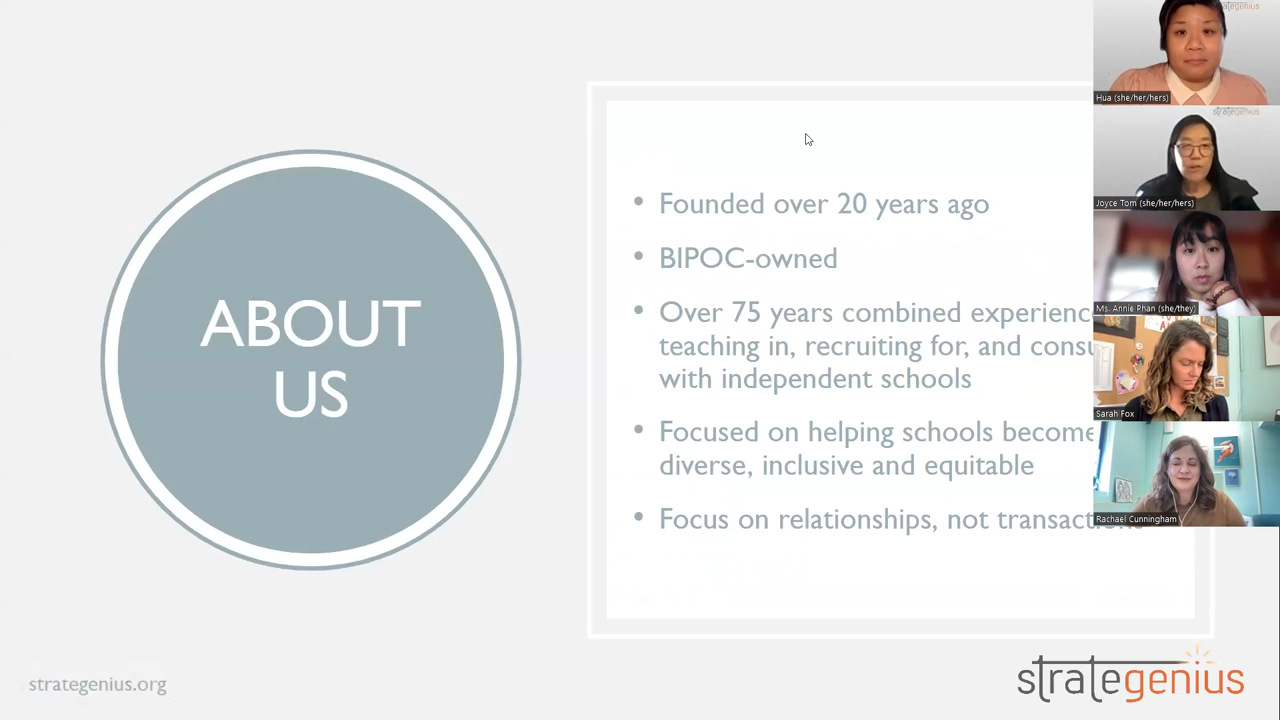 ABOUT
US
• Founded over 20 years ago
• BIPOC-owned
• Over 75 years combined experienc
teaching in, recruiting for, and consu
with independent schools
• Focused on helping schools become
diverse, inclusive and equitable
• Focus on relationships, not transact
strategenius.org
strategenius
strategenius
Hua (she/her/hers)
strategenius
Joyce Tom (she/her/hers)
Ms. Annie Phan (she/they)
Sarah Fox
Rachael Cunningham